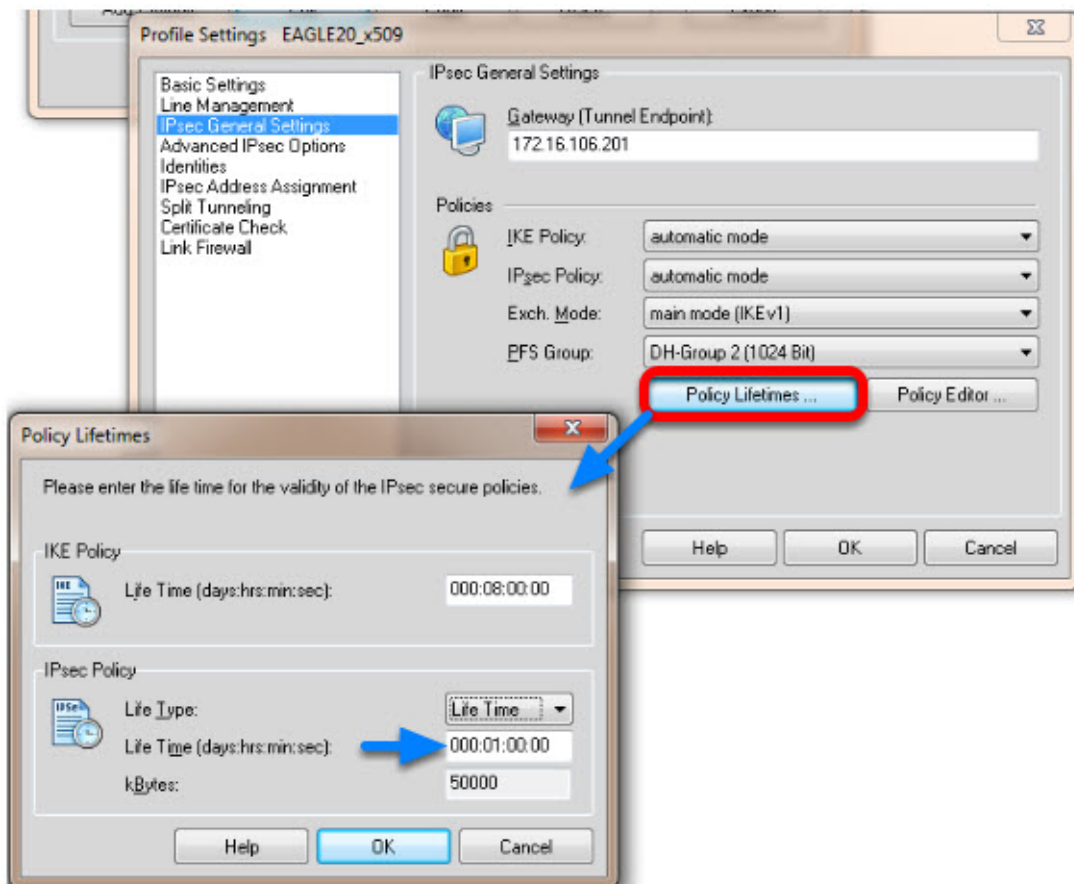 Profile Settings EAGLE20_x509
Basic Settings
Line Management
IPsec General Settings
Advanced IPsec Options
Identities
IPsec Address Assignment
Split Tunneling
Certificate Check
Link Firewall
IPsec General Settings
Gateway (Tunnel Endpoint):
172.16.106.201
Policies
IKE Policy: automatic mode
IPsec Policy: automatic mode
Exch. Mode: main mode (IKEv1)
PFS Group: DH-Group 2 (1024 Bit)
Policy Lifetimes ... Policy Editor ...
Help OK Cancel
Policy Lifetimes
Please enter the life time for the validity of the IPsec secure policies.
IKE Policy
IKE
Life Time (days:hrs:min:sec): 000:08:00:00
IPsec Policy
IPSe
Life Type: Life Time
Life Time (days:hrs:min:sec): 000:01:00:00
kBytes: 50000
Help OK Cancel